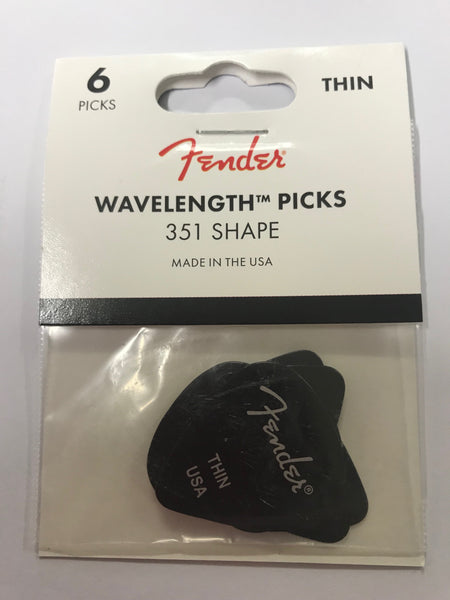 6
PICKS
THIN
Fender®
WAVELENGTH™ PICKS
351 SHAPE
MADE IN THE USA
Fender®
THIN
USA